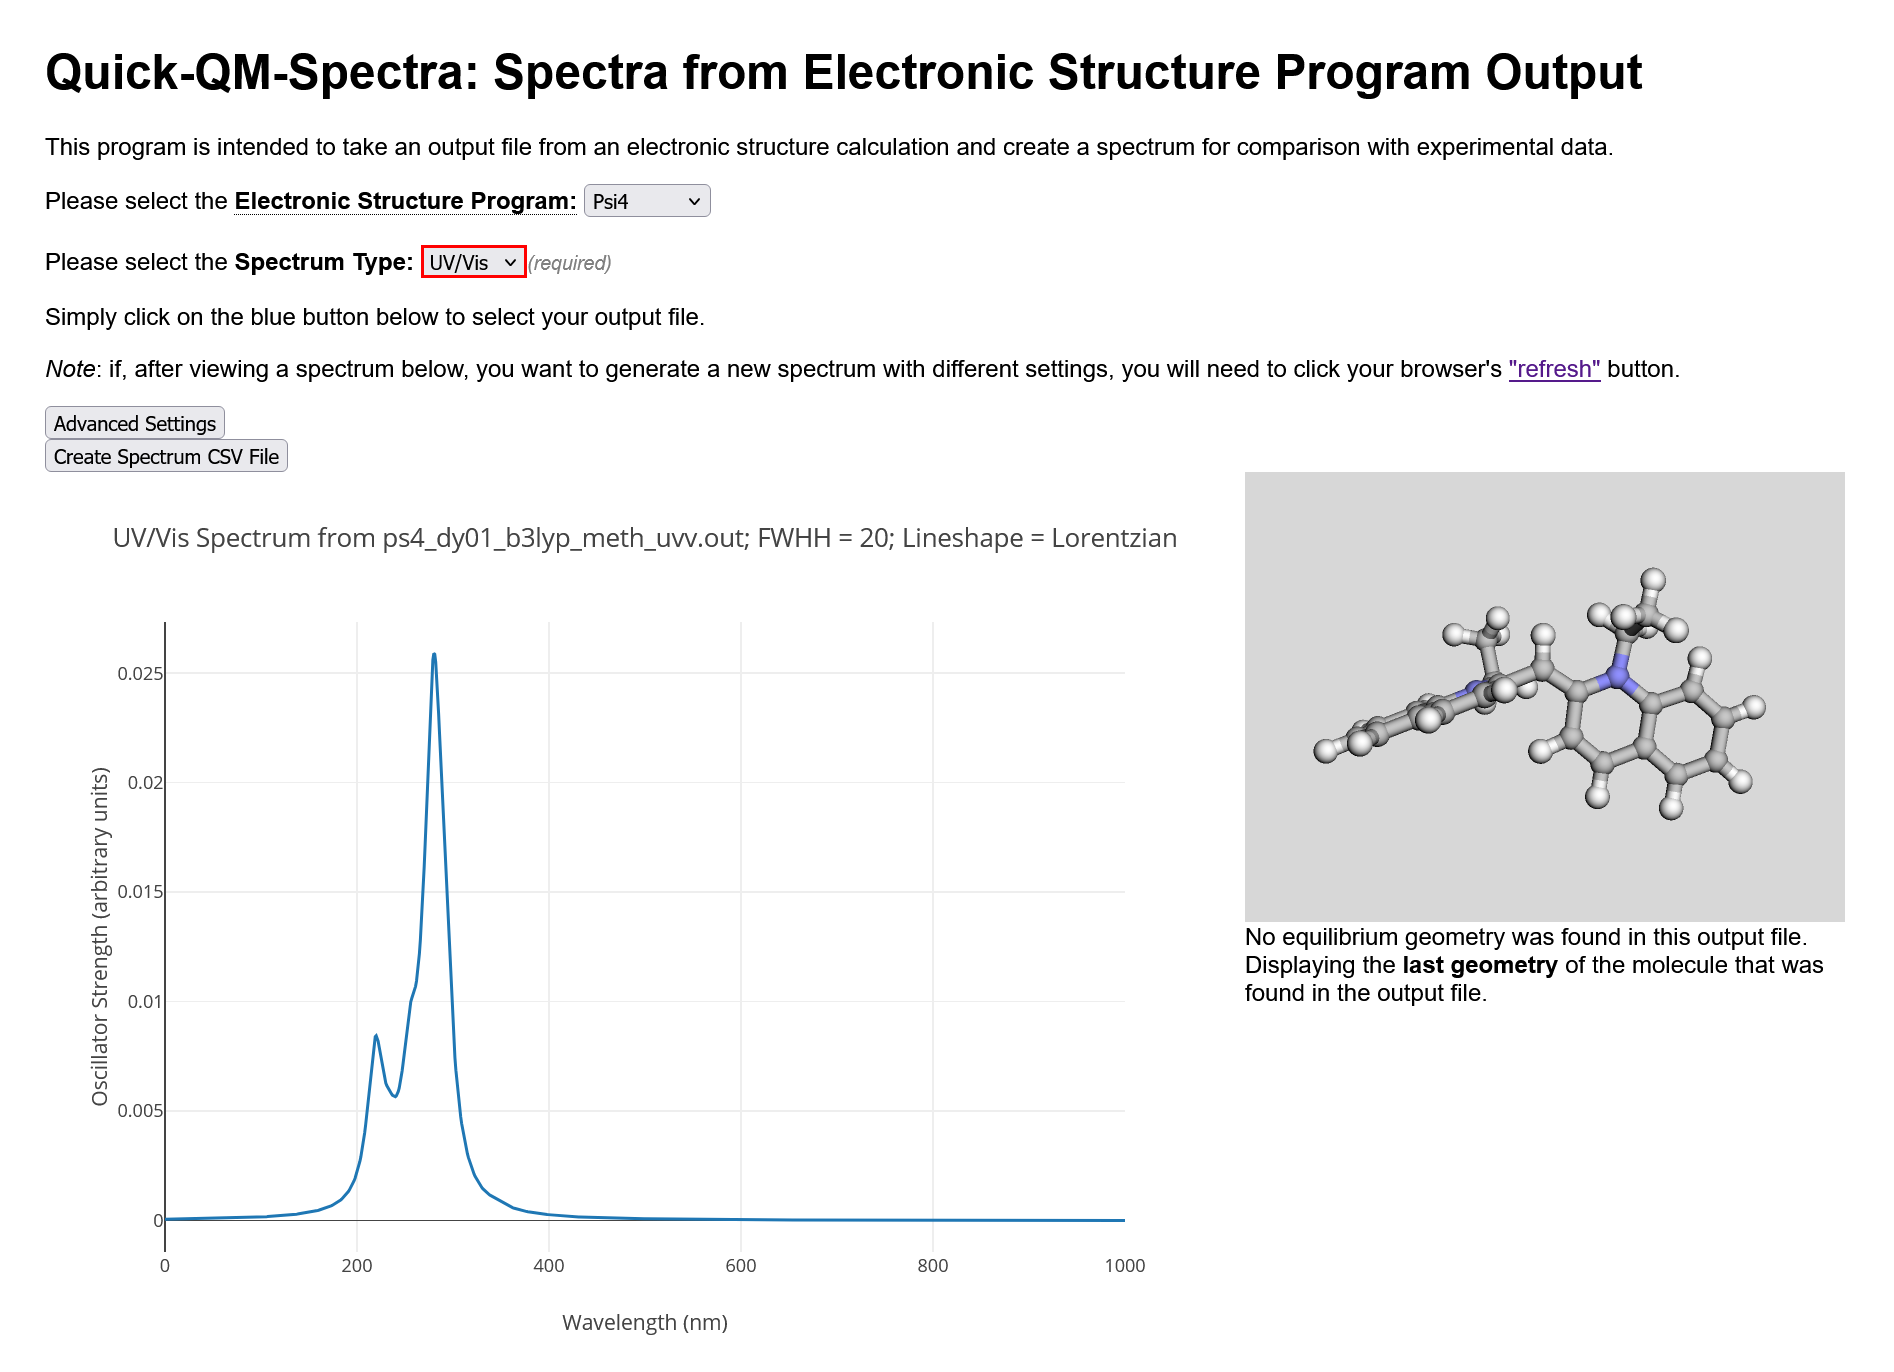 Quick-QM-Spectra: Spectra from Electronic Structure Program Output
This program is intended to take an output file from an electronic structure calculation and create a spectrum for comparison with experimental data.
Please select the Electronic Structure Program: Psi4
Please select the Spectrum Type: UV/Vis (required)
Simply click on the blue button below to select your output file.
Note: if, after viewing a spectrum below, you want to generate a new spectrum with different settings, you will need to click your browser's "refresh" button.
Advanced Settings
Create Spectrum CSV File
UV/Vis Spectrum from ps4_dy01_b3lyp_meth_uvv.out; FWHH = 20; Lineshape = Lorentzian
Oscillator Strength (arbitrary units)
0.025
0.02
0.015
0.01
0.005
0
0 200 400 600 800 1000
Wavelength (nm)
No equilibrium geometry was found in this output file.
Displaying the last geometry of the molecule that was
found in the output file.